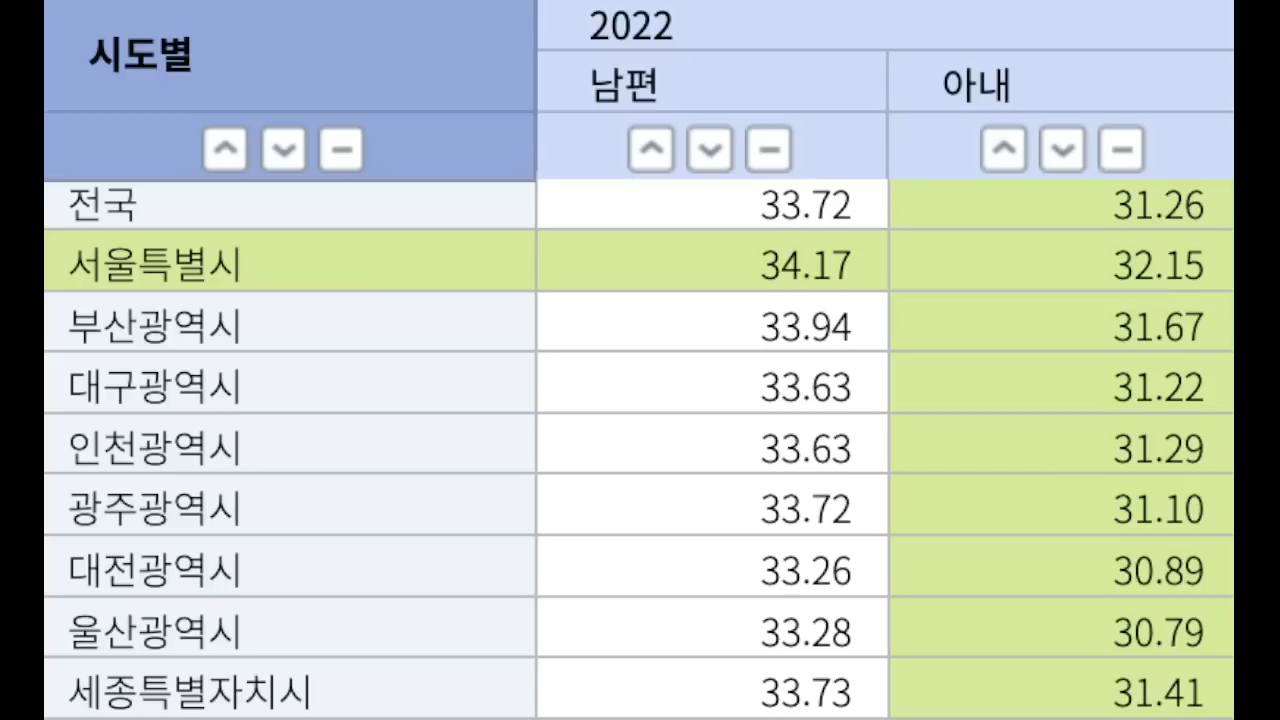 시도별
2022
남편 아내
전국 33.72 31.26
서울특별시 34.17 32.15
부산광역시 33.94 31.67
대구광역시 33.63 31.22
인천광역시 33.63 31.29
광주광역시 33.72 31.10
대전광역시 33.26 30.89
울산광역시 33.28 30.79
세종특별자치시 33.73 31.41